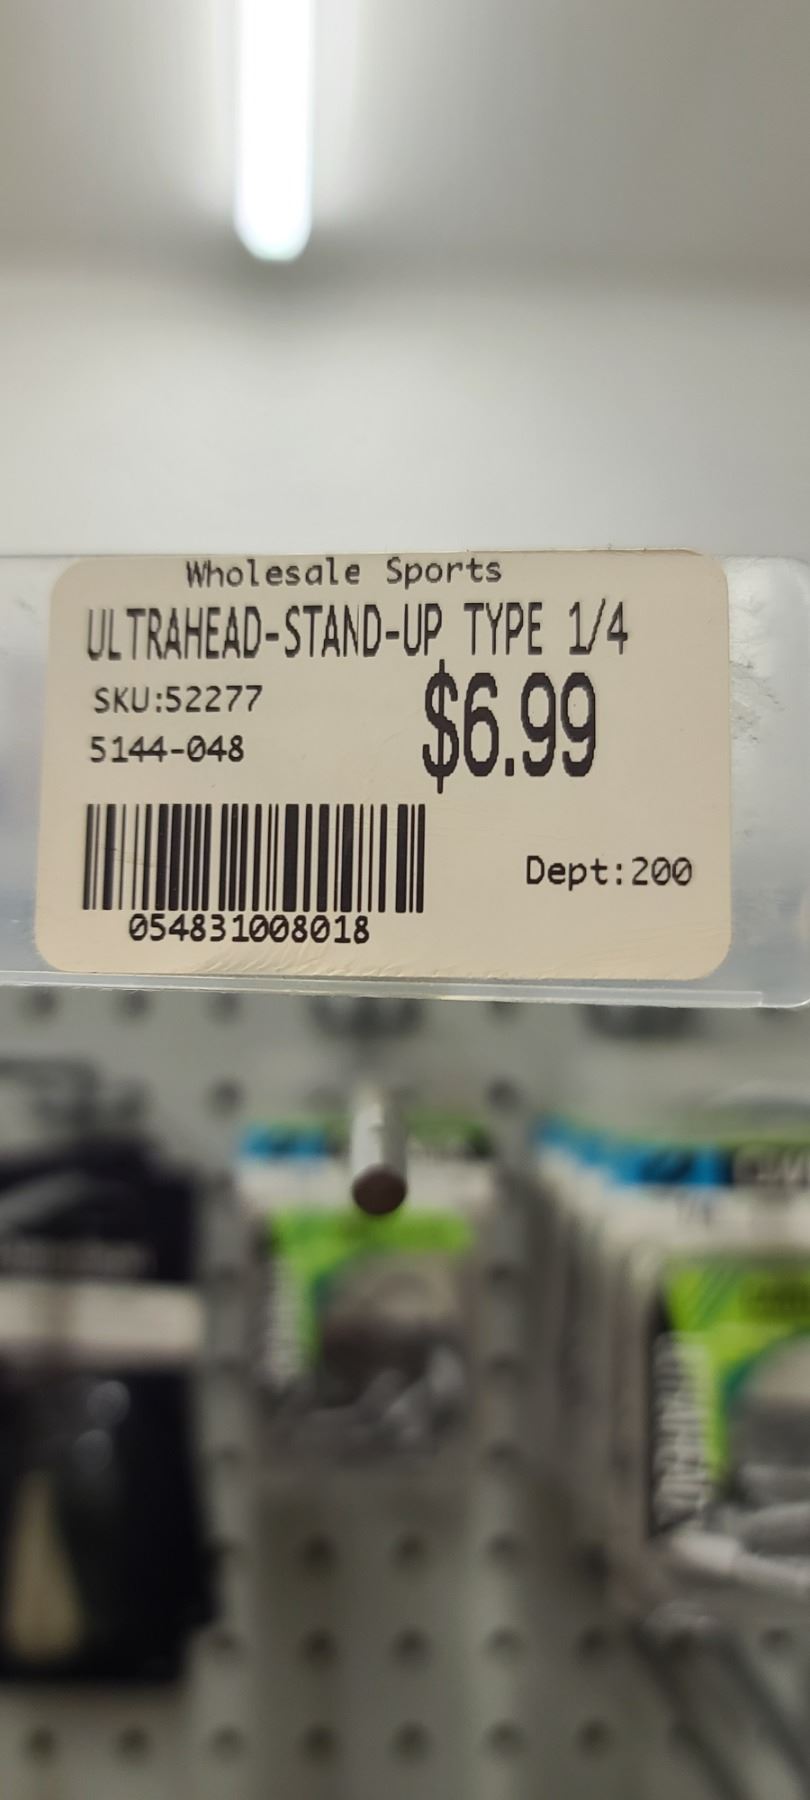 Wholesale Sports
ULTRAHEAD-STAND-UP TYPE 1/4
SKU:52277
$6.99
5144-048
Dept:200
054831008018